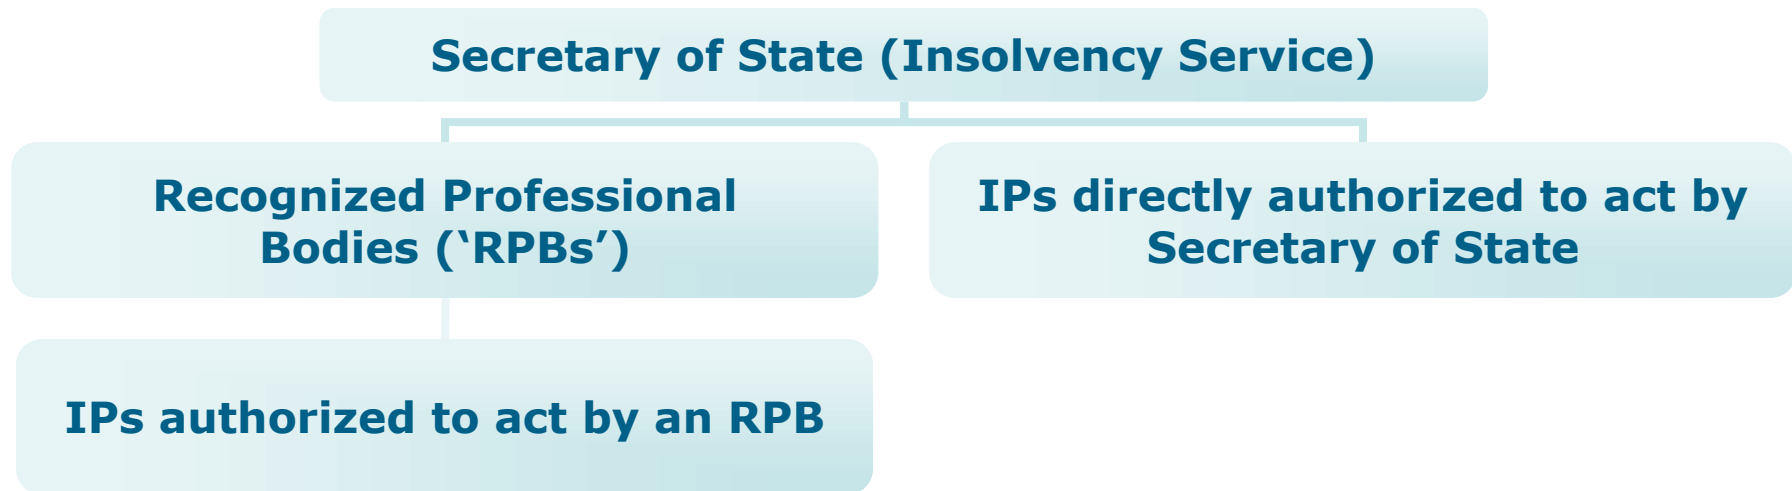 Secretary of State (Insolvency Service)
Recognized Professional
Bodies (‘RPBs’)
IPs directly authorized to act by
Secretary of State
IPs authorized to act by an RPB